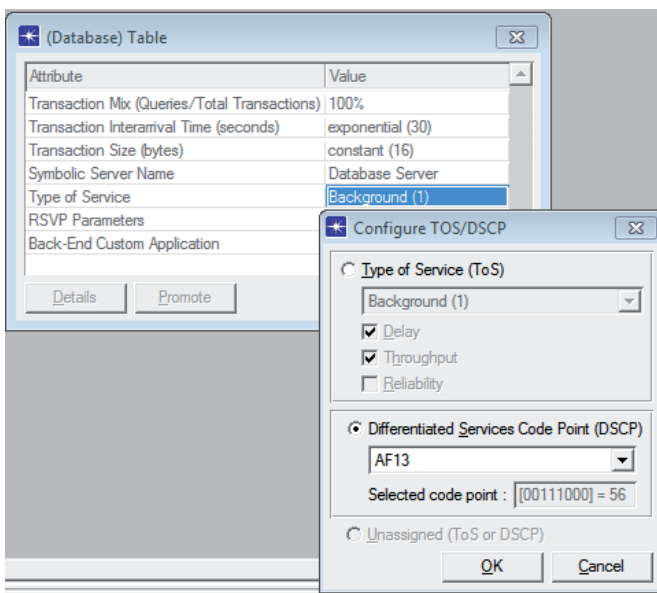 (Database) Table
Attribute Value
Transaction Mix (Queries/Total Transactions) 100%
Transaction Interarrival Time (seconds) exponential (30)
Transaction Size (bytes) constant (16)
Symbolic Server Name Database Server
Type of Service Background (1)
RSVP Parameters
Back-End Custom Application
Details Promote
Configure TOS/DSCP
Type of Service (ToS)
Background (1)
Delay
Throughput
Reliability
Differentiated Services Code Point (DSCP)
AF13
Selected code point : [00111000] = 56
Unassigned (ToS or DSCP)
OK Cancel